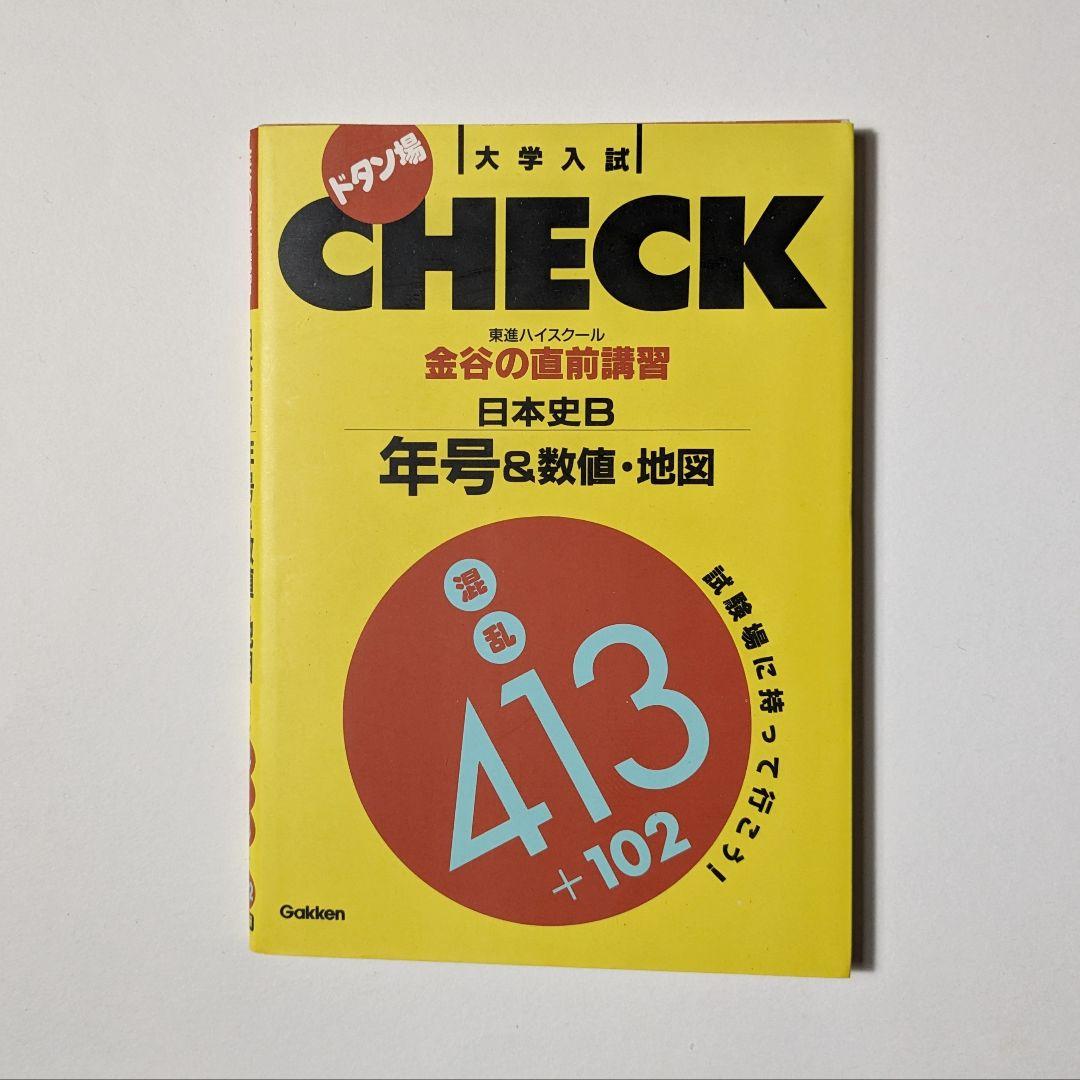 ドタン場
大学入試
CHECK
東進ハイスクール
金谷の直前講習
日本史B
年号&数値・地図
混乱
413
+102
試験場に持って行こう!
Gakken